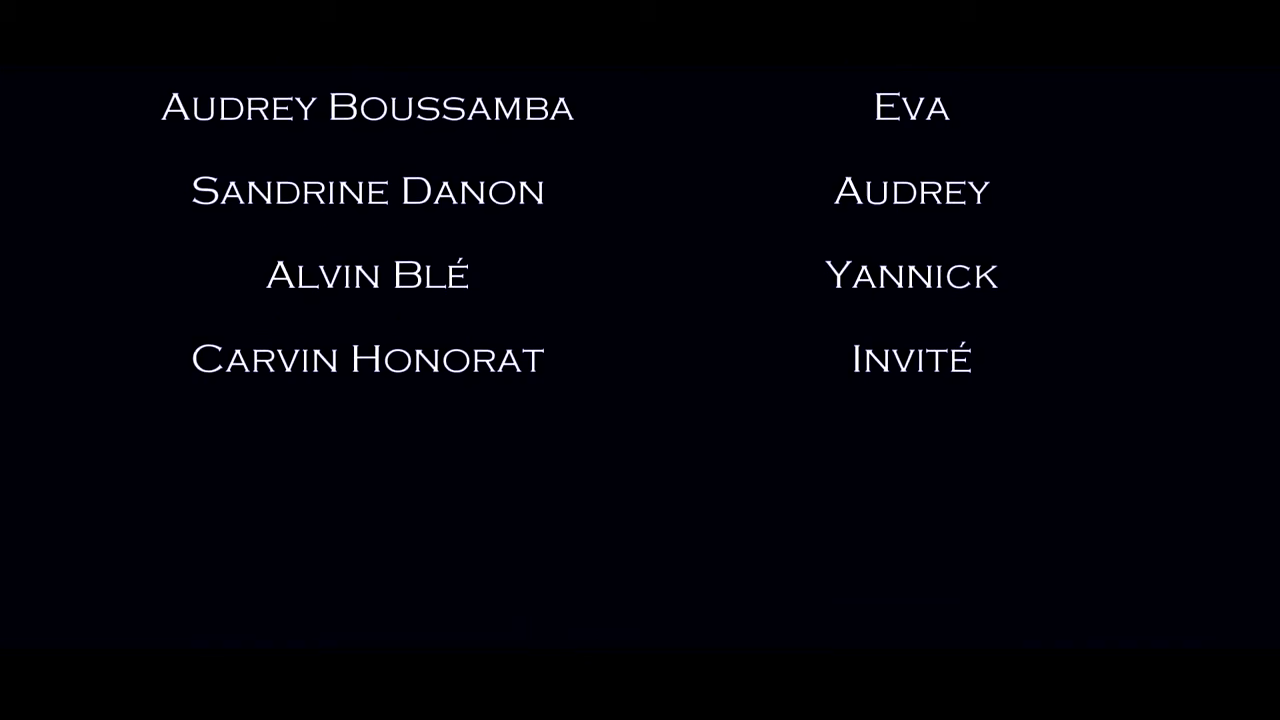 Audrey Boussamba Eva
Sandrine Danon Audrey
Alvin Blé Yannick
Carvin Honorat Invité